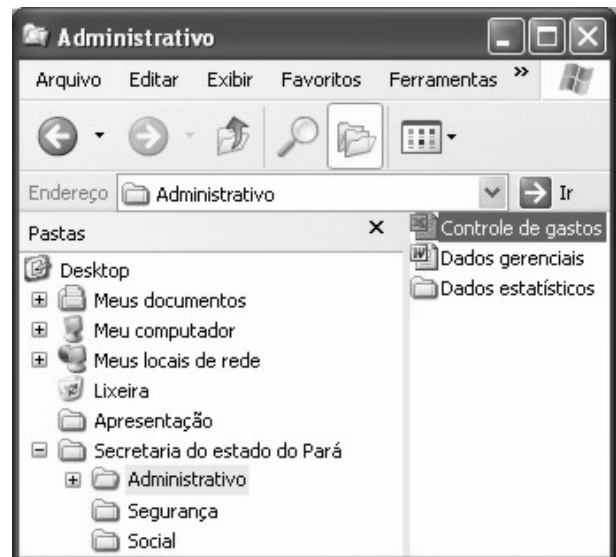 Administrativo
Arquivo Editar Exibir Favoritos Ferramentas »
Endereço Administrativo Ir
Pastas x
Desktop
Meus documentos
Meu computador
Meus locais de rede
Lixeira
Apresentação
Secretaria do estado do Pará
Administrativo
Segurança
Social
Controle de gastos
Dados gerenciais
Dados estatísticos